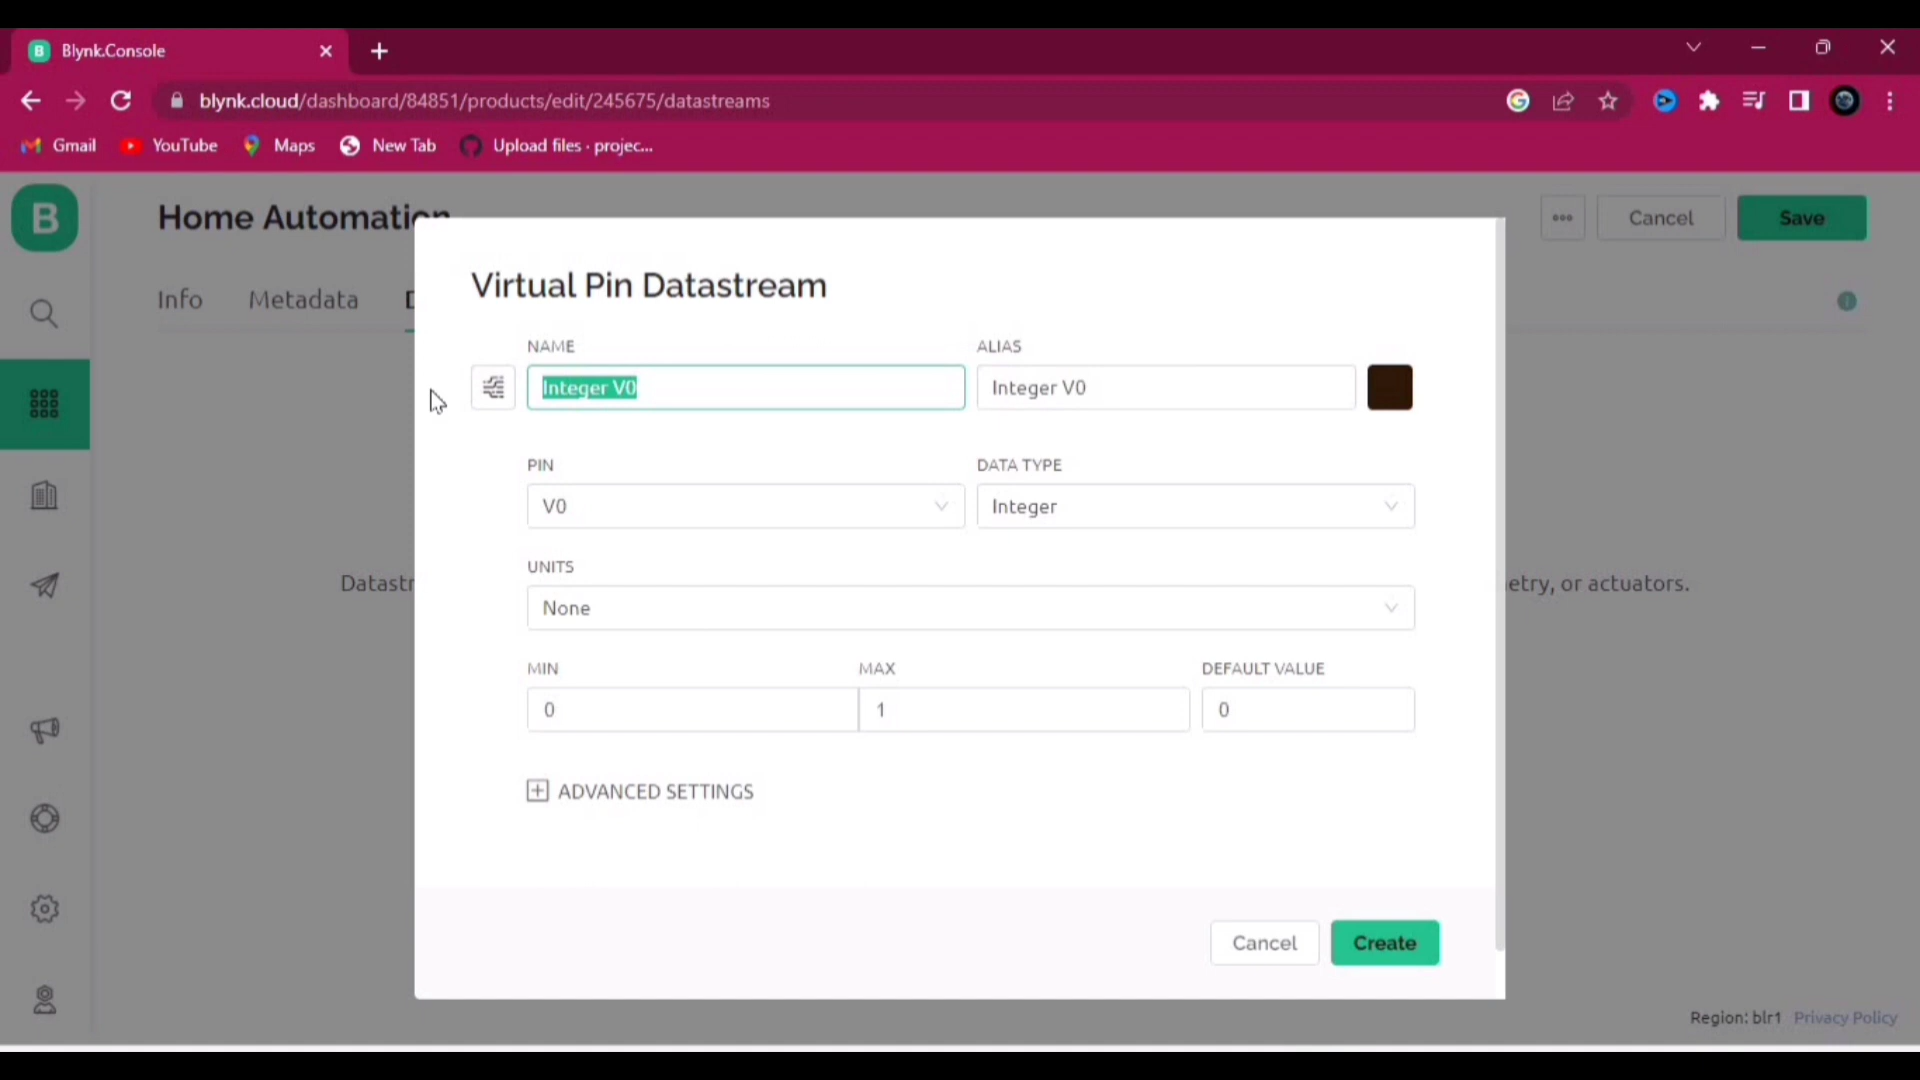 B Blynk.Console
blynk.cloud/dashboard/84851/products/edit/245675/datastreams
Gmail YouTube Maps New Tab Upload files · projec...
B Home Automation ... Cancel Save
Info Metadata D
Virtual Pin Datastream
NAME ALIAS
Integer V0 Integer V0
PIN DATA TYPE
V0 Integer
UNITS
Datastr etry, or actuators.
None
MIN MAX DEFAULT VALUE
0 1 0
ADVANCED SETTINGS
Cancel Create
Region: blr1 Privacy Policy